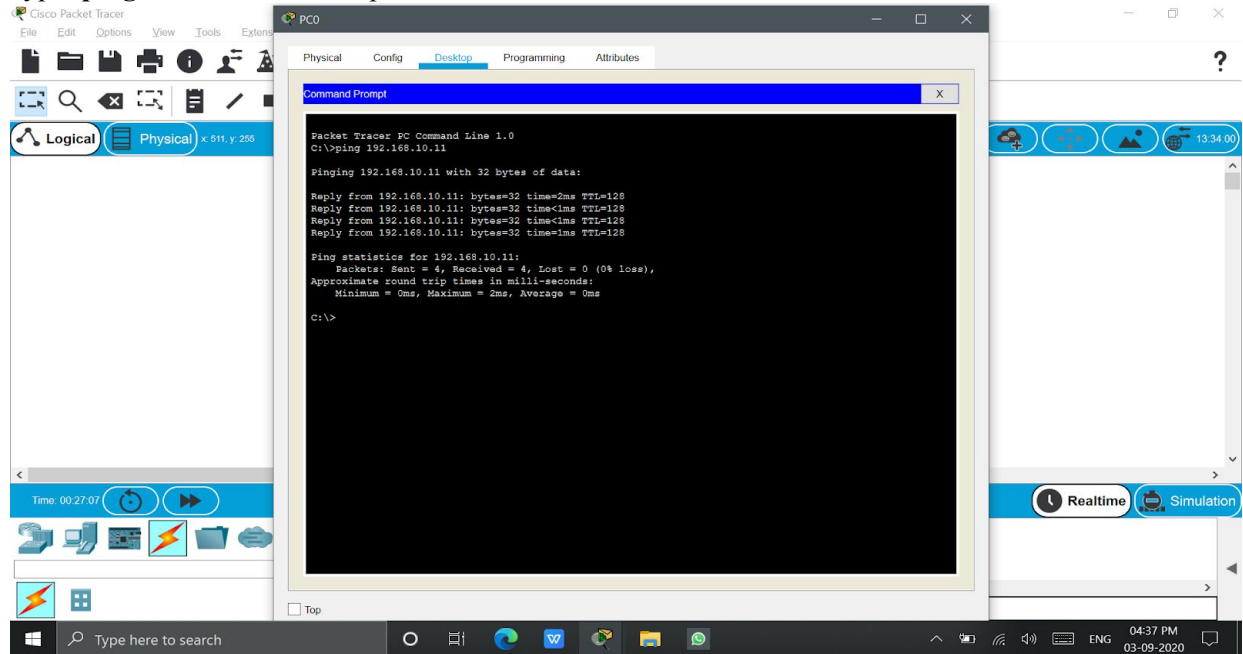 Cisco Packet Tracer
File Edit Options View Tools Extens
PC0
Physical Config Desktop Programming Attributes
?
Command Prompt X
Logical Physical x: 511, y: 255 13:34:00
Packet Tracer PC Command Line 1.0
C:\>ping 192.168.10.11
Pinging 192.168.10.11 with 32 bytes of data:
Reply from 192.168.10.11: bytes=32 time=2ms TTL=128
Reply from 192.168.10.11: bytes=32 time<1ms TTL=128
Reply from 192.168.10.11: bytes=32 time<1ms TTL=128
Reply from 192.168.10.11: bytes=32 time=1ms TTL=128
Ping statistics for 192.168.10.11:
Packets: Sent = 4, Received = 4, Lost = 0 (0% loss),
Approximate round trip times in milli-seconds:
Minimum = 0ms, Maximum = 2ms, Average = 0ms
C:\>
Time: 00:27:07 Realtime Simulation
Top
Type here to search
ENG 04:37 PM
03-09-2020